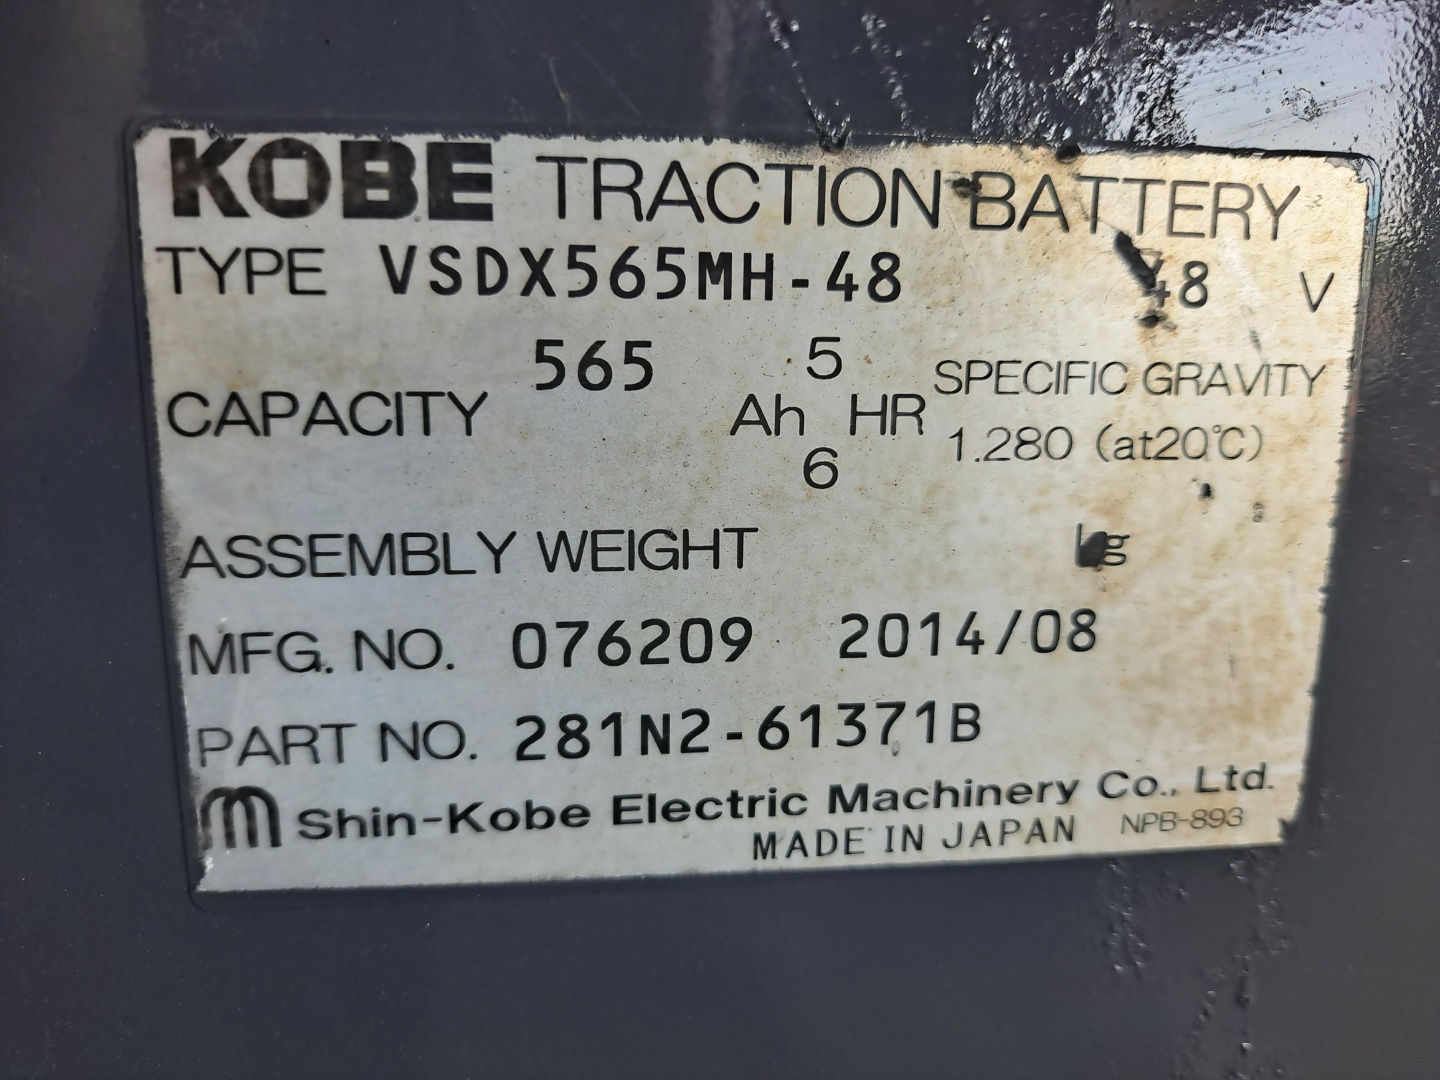 KOBE TRACTION BATTERY
TYPE VSDX565MH-48 48 V
CAPACITY 565 Ah 5 6 HR
SPECIFIC GRAVITY
1.280 (at20℃)
ASSEMBLY WEIGHT kg
MFG. NO. 076209 2014/08
PART NO. 281N2-61371B
Shin-Kobe Electric Machinery Co., Ltd.
MADE IN JAPAN NPB-893